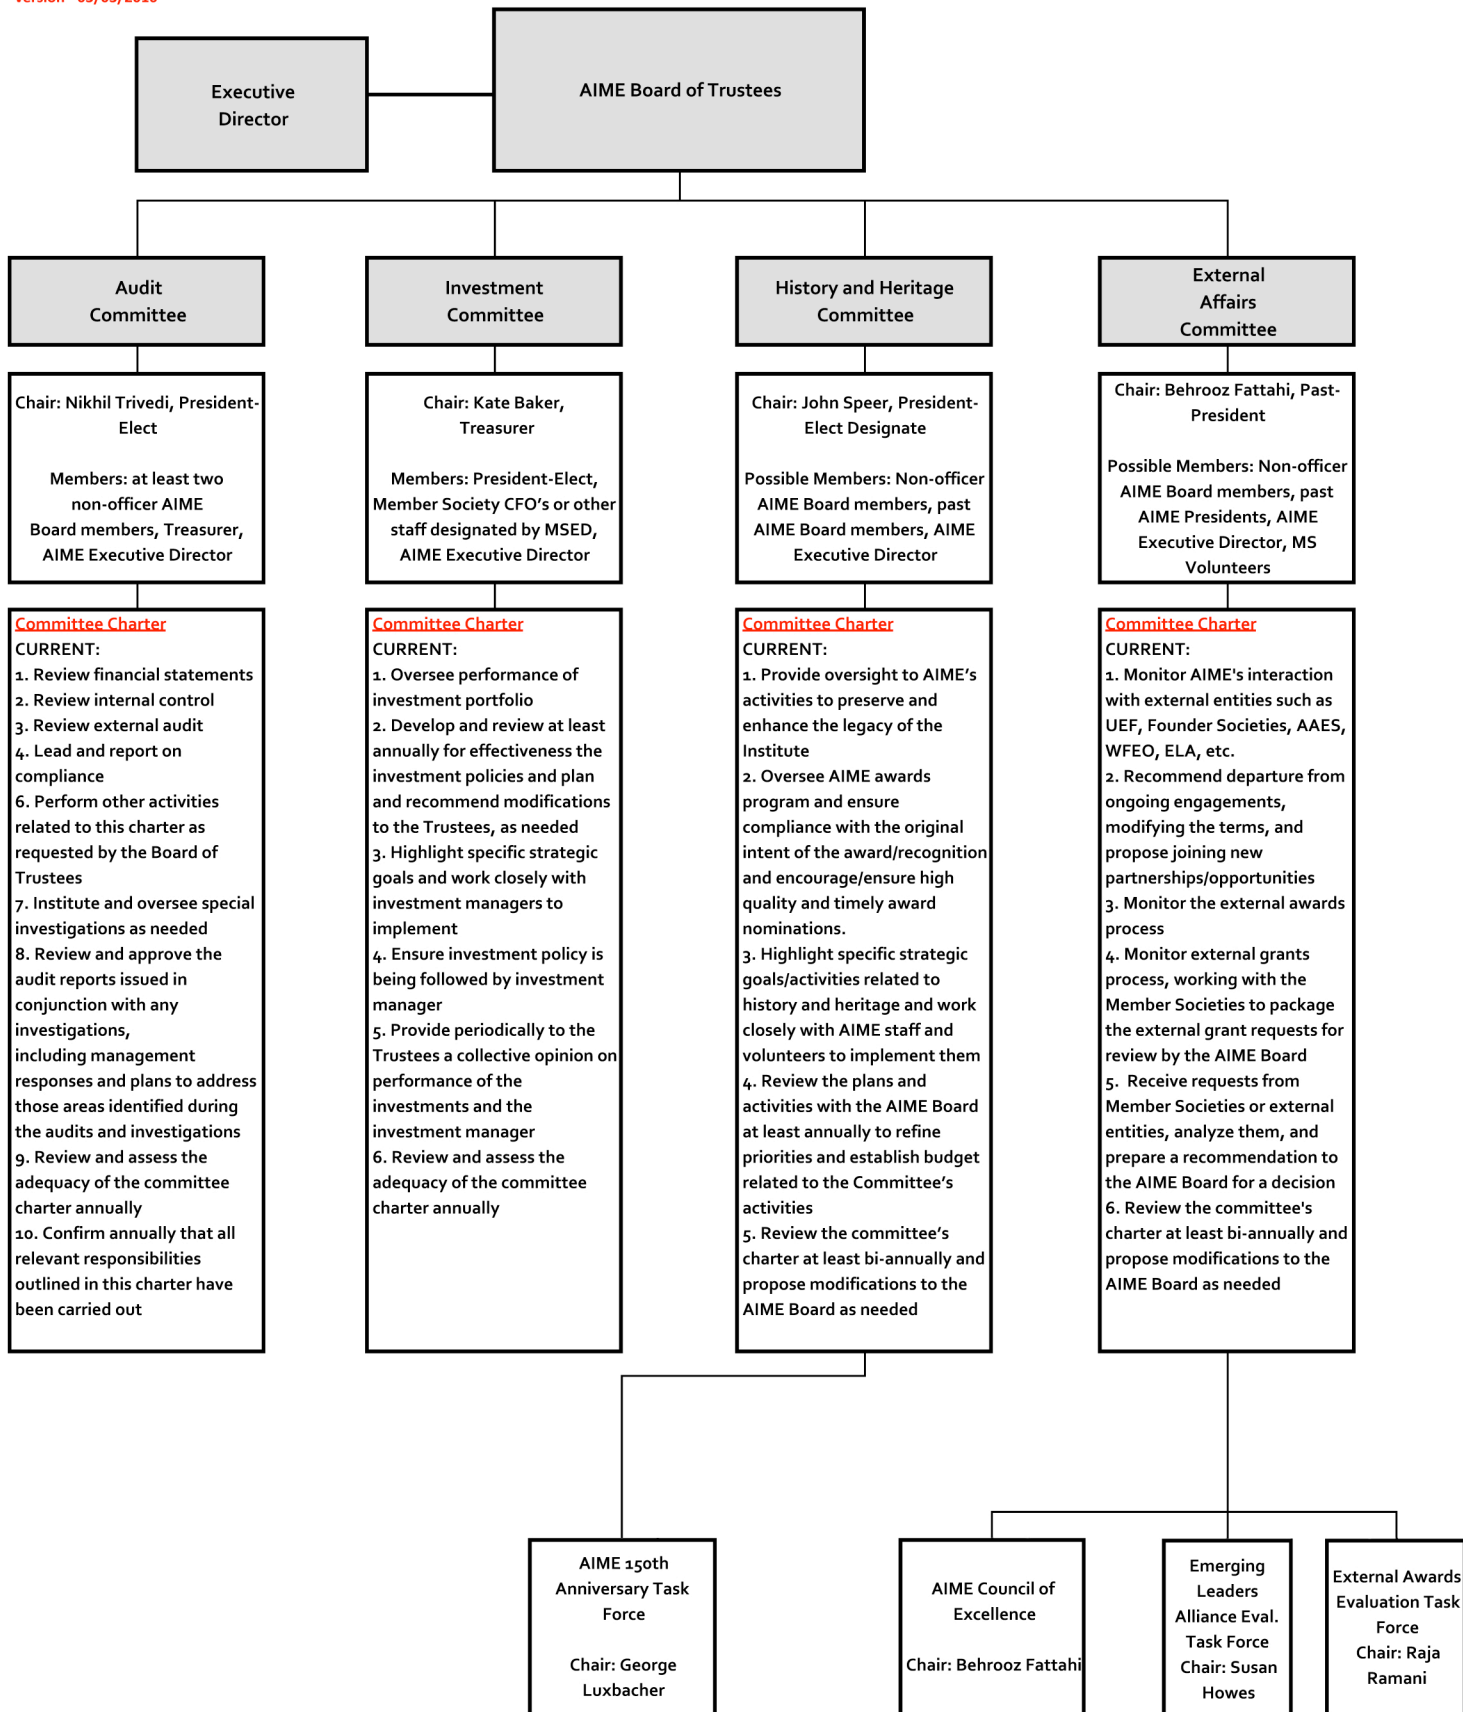 Executive
Director
AIME Board of Trustees
Audit
Committee
Investment
Committee
History and Heritage
Committee
External
Affairs
Committee
Chair: Nikhil Trivedi, President-
Elect
Members: at least two
non-officer AIME
Board members, Treasurer,
AIME Executive Director
Chair: Kate Baker,
Treasurer
Members: President-Elect,
Member Society CFO’s or other
staff designated by MSED,
AIME Executive Director
Chair: John Speer, President-
Elect Designate
Possible Members: Non-officer
AIME Board members, past
AIME Board members, AIME
Executive Director
Chair: Behrooz Fattahi, Past-
President
Possible Members: Non-officer
AIME Board members, past
AIME Presidents, AIME
Executive Director, MS
Volunteers
Committee Charter
CURRENT:
1. Review financial statements
2. Review internal control
3. Review external audit
4. Lead and report on
compliance
6. Perform other activities
related to this charter as
requested by the Board of
Trustees
7. Institute and oversee special
investigations as needed
8. Review and approve the
audit reports issued in
conjunction with any
investigations,
including management
responses and plans to address
those areas identified during
the audits and investigations
9. Review and assess the
adequacy of the committee
charter annually
10. Confirm annually that all
relevant responsibilities
outlined in this charter have
been carried out
Committee Charter
CURRENT:
1. Oversee performance of
investment portfolio
2. Develop and review at least
annually for effectiveness the
investment policies and plan
and recommend modifications
to the Trustees, as needed
3. Highlight specific strategic
goals and work closely with
investment managers to
implement
4. Ensure investment policy is
being followed by investment
manager
5. Provide periodically to the
Trustees a collective opinion on
performance of the
investments and the
investment manager
6. Review and assess the
adequacy of the committee
charter annually
Committee Charter
CURRENT:
1. Provide oversight to AIME’s
activities to preserve and
enhance the legacy of the
Institute
2. Oversee AIME awards
program and ensure
compliance with the original
intent of the award/recognition
and encourage/ensure high
quality and timely award
nominations.
3. Highlight specific strategic
goals/activities related to
history and heritage and work
closely with AIME staff and
volunteers to implement them
4. Review the plans and
activities with the AIME Board
at least annually to refine
priorities and establish budget
related to the Committee’s
activities
5. Review the committee’s
charter at least bi-annually and
propose modifications to the
AIME Board as needed
Committee Charter
CURRENT:
1. Monitor AIME's interaction
with external entities such as
UEF, Founder Societies, AAES,
WFEO, ELA, etc.
2. Recommend departure from
ongoing engagements,
modifying the terms, and
propose joining new
partnerships/opportunities
3. Monitor the external awards
process
4. Monitor external grants
process, working with the
Member Societies to package
the external grant requests for
review by the AIME Board
5. Receive requests from
Member Societies or external
entities, analyze them, and
prepare a recommendation to
the AIME Board for a decision
6. Review the committee's
charter at least bi-annually and
propose modifications to the
AIME Board as needed
AIME 150th
Anniversary Task
Force
Chair: George
Luxbacher
AIME Council of
Excellence
Chair: Behrooz Fattahi
Emerging
Leaders
Alliance Eval.
Task Force
Chair: Susan
Howes
External Awards
Evaluation Task
Force
Chair: Raja
Ramani